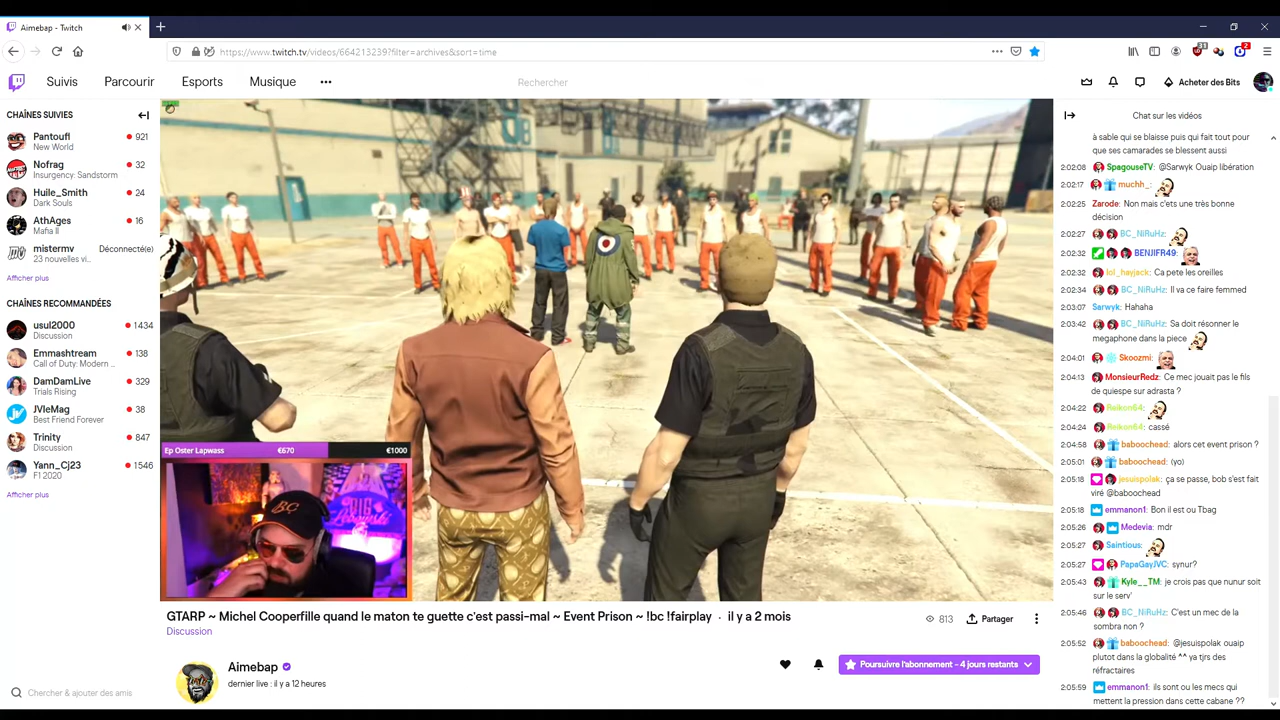 Aimebap - Twitch
https://www.twitch.tv/videos/664213239?filter=archives&sort=time
31
2
Suivis
Parcourir
Esports
Musique
Rechercher
Acheter des Bits
CHAÎNES SUIVIES
Pantoufl
921
New World
Nofrag
32
Insurgency: Sandstorm
Huile_Smith
24
Dark Souls
AthAges
16
Mafia II
mistermv
Déconnecté(e)
23 nouvelles vi...
Afficher plus
CHAÎNES RECOMMANDÉES
usul2000
1 434
Discussion
Emmashtream
138
Call of Duty: Modern ...
DamDamLive
329
Trials Rising
JVleMag
38
Best Friend Forever
Trinity
847
Discussion
Yann_Cj23
1 546
F1 2020
Afficher plus
Chercher & ajouter des amis
Ep Oster Lapwass
€670
€1000
BC
GTARP ~ Michel Cooperfille quand le maton te guette c'est passi-mal ~ Event Prison ~ !bc !fairplay · il y a 2 mois
Discussion
813
Partager
Aimebap
dernier live : il y a 12 heures
Poursuivre l'abonnement - 4 jours restants
Chat sur les vidéos
à sable qui se blaisse puis qui fait tout pour
que ses camarades se blessent aussi
2:02:08 SpagouseTV: @Sarwyk Ouaip libération
2:02:17 muchh_:
2:02:25 Zarode: Non mais c'ets une très bonne
décision
2:02:27 BC_NiRuHz:
2:02:32 BENJIFR49:
2:02:32 lol_hayjack: Ca pete les oreilles
2:02:34 BC_NiRuHz: Il va ce faire femmed
2:03:07 Sarwyk: Hahaha
2:03:42 BC_NiRuHz: Sa doit résonner le
megaphone dans la piece
2:04:01 Skoozmi:
2:04:13 MonsieurRedz: Ce mec jouait pas le fils
de quiespe sur adrasta ?
2:04:22 Reikon64:
2:04:24 Reikon64: cassé
2:04:58 baboochead: alors cet event prison ?
2:05:01 baboochead: (yo)
2:05:18 jesuispolak: ça se passe, bob s'est fait
viré @baboochead
2:05:18 emmanon1: Bon il est ou Tbag
2:05:26 Medevia: mdr
2:05:27 Saintious:
2:05:27 PapaGayJVC: synur?
2:05:43 Kyle__TM: je crois pas que nunur soit
sur le serv'
2:05:46 BC_NiRuHz: C'est un mec de la
sombra non ?
2:05:52 baboochead: @jesuispolak ouaip
plutot dans la globalité ^^ ya tjrs des
réfractaires
2:05:59 emmanon1: ils sont ou les mecs qui
mettent la pression dans cette cabane ??